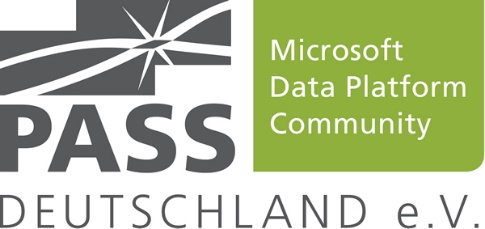 Microsoft
Data Platform
Community
PASS
DEUTSCHLAND e.V.